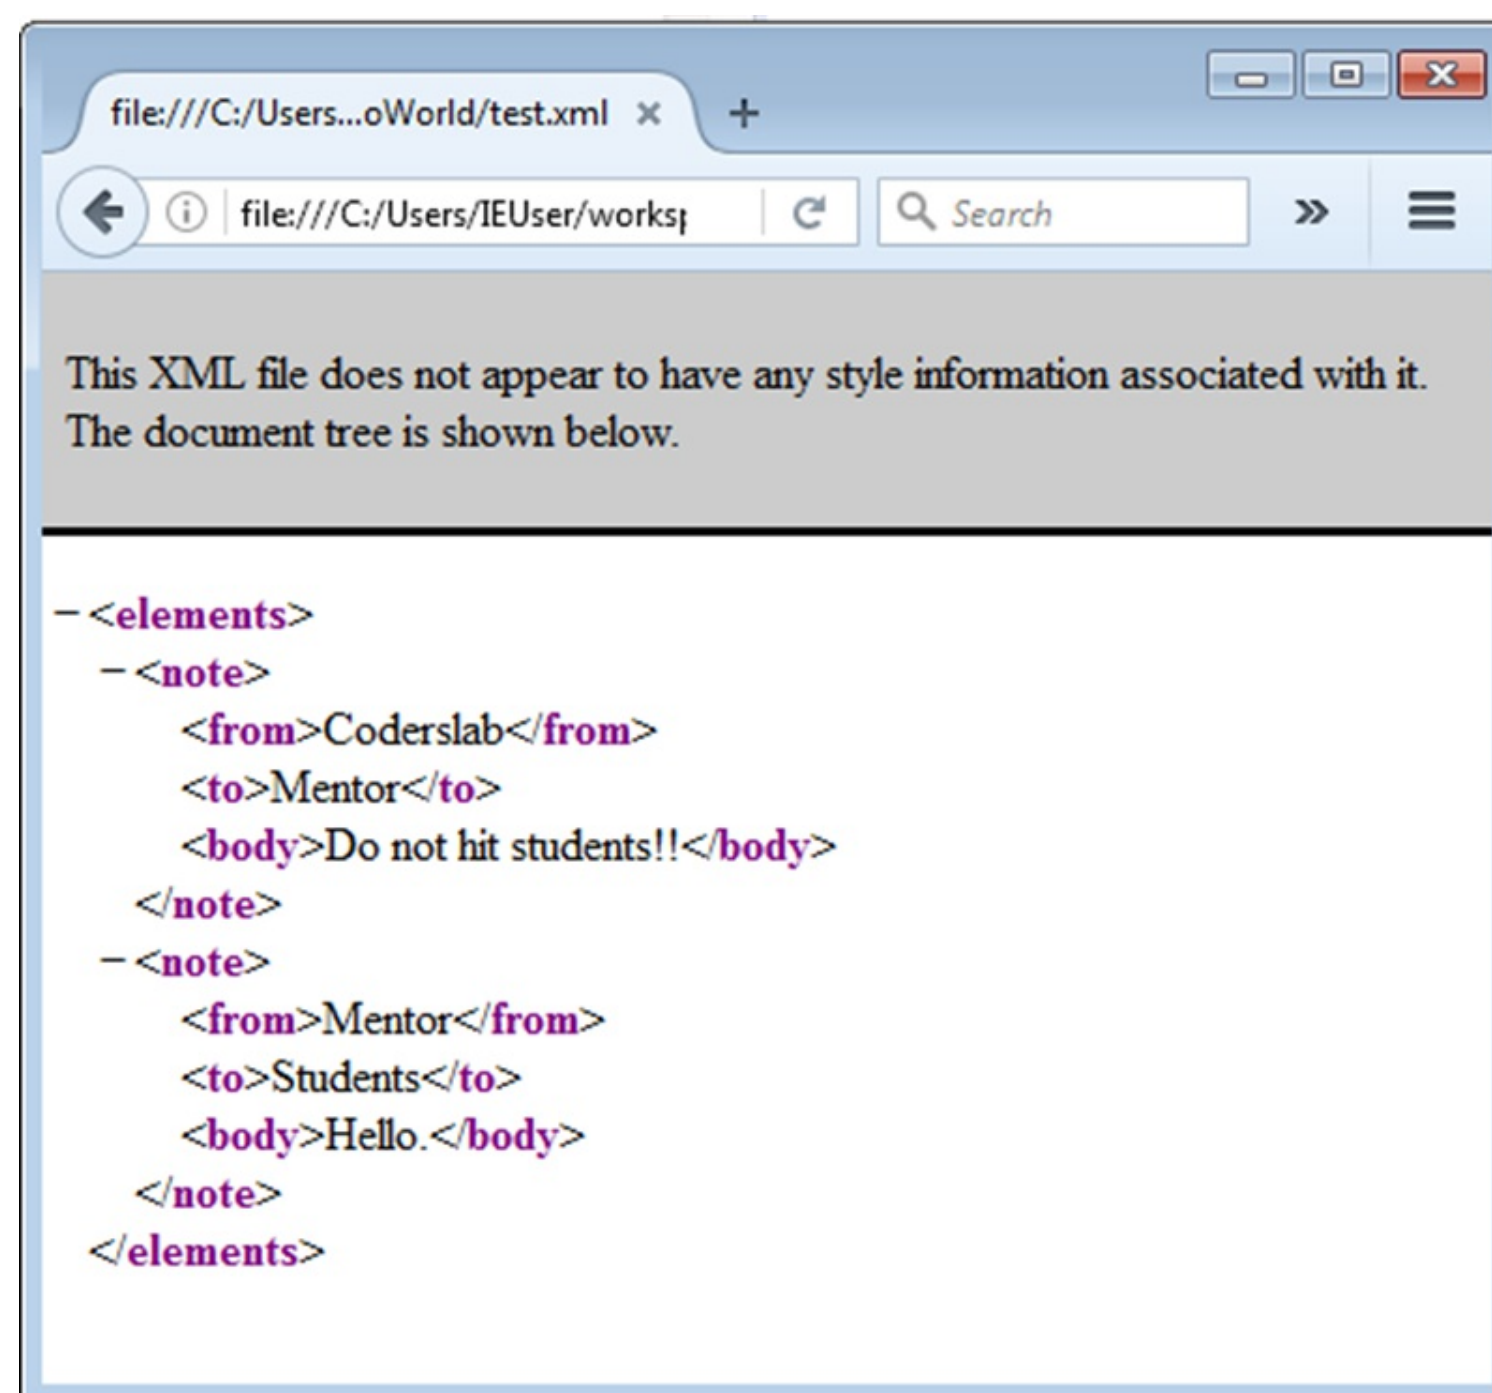 file:///C:/Users...oWorld/test.xml
file:///C:/Users/IEUser/worksp
Search
This XML file does not appear to have any style information associated with it.
The document tree is shown below.
−<elements>
−<note>
<from>Coderslab</from>
<to>Mentor</to>
<body>Do not hit students!!</body>
</note>
−<note>
<from>Mentor</from>
<to>Students</to>
<body>Hello.</body>
</note>
</elements>